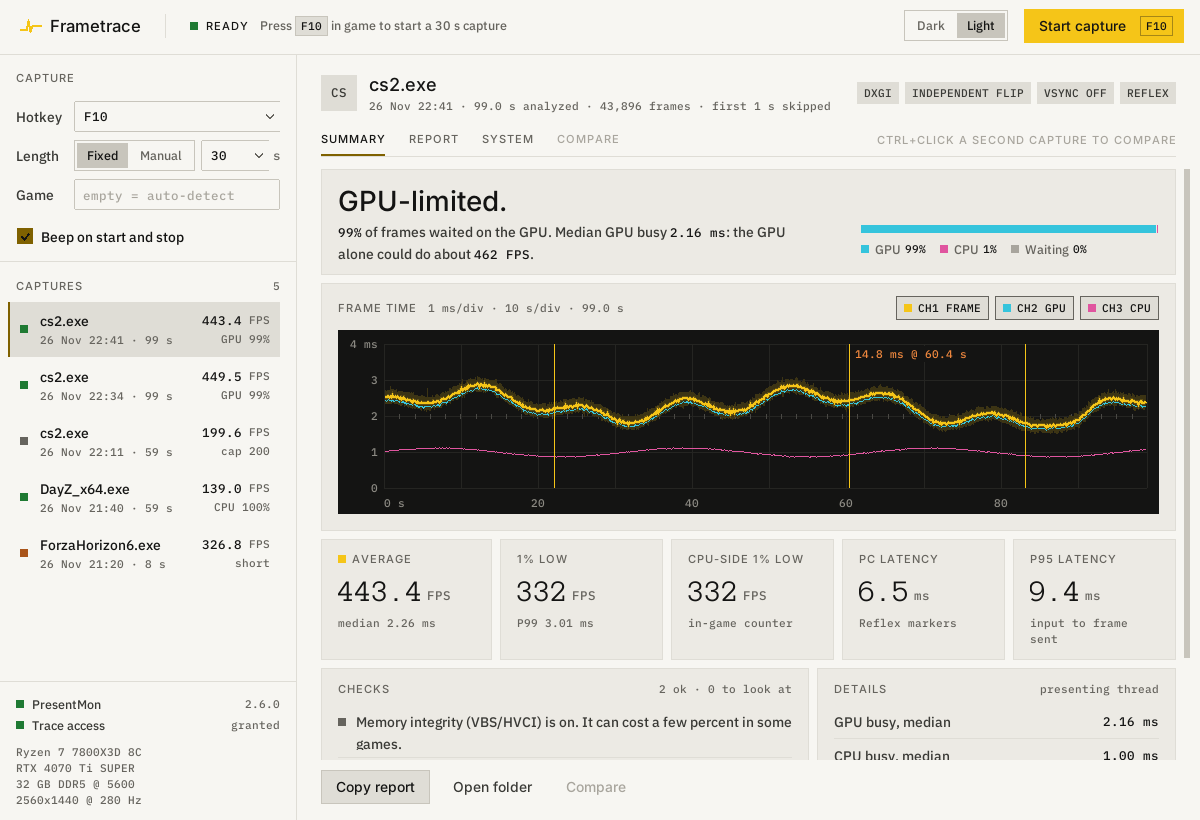 Frametrace
READY Press F10 in game to start a 30 s capture
Dark Light
Start capture F10
CAPTURE
Hotkey F10
Length Fixed Manual 30 s
Game empty = auto-detect
Beep on start and stop
CAPTURES 5
cs2.exe 443.4 FPS
26 Nov 22:41 · 99 s GPU 99%
cs2.exe 449.5 FPS
26 Nov 22:34 · 99 s GPU 99%
cs2.exe 199.6 FPS
26 Nov 22:11 · 59 s cap 200
DayZ_x64.exe 139.0 FPS
26 Nov 21:40 · 59 s CPU 100%
ForzaHorizon6.exe 326.8 FPS
26 Nov 21:20 · 8 s short
PresentMon 2.6.0
Trace access granted
Ryzen 7 7800X3D 8C
RTX 4070 Ti SUPER
32 GB DDR5 @ 5600
2560x1440 @ 280 Hz
CS cs2.exe
26 Nov 22:41 · 99.0 s analyzed · 43,896 frames · first 1 s skipped
DXGI INDEPENDENT FLIP VSYNC OFF REFLEX
SUMMARY REPORT SYSTEM COMPARE
CTRL+CLICK A SECOND CAPTURE TO COMPARE
GPU-limited.
99% of frames waited on the GPU. Median GPU busy 2.16 ms: the GPU
alone could do about 462 FPS.
GPU 99% CPU 1% Waiting 0%
FRAME TIME 1 ms/div · 10 s/div · 99.0 s
CH1 FRAME CH2 GPU CH3 CPU
4 ms
14.8 ms @ 60.4 s
3
2
1
0
0 s 20 40 60 80
AVERAGE
443.4 FPS
median 2.26 ms
1% LOW
332 FPS
P99 3.01 ms
CPU-SIDE 1% LOW
332 FPS
in-game counter
PC LATENCY
6.5 ms
Reflex markers
P95 LATENCY
9.4 ms
input to frame
sent
CHECKS 2 ok · 0 to look at
Memory integrity (VBS/HVCI) is on. It can cost a few percent in some
games.
DETAILS presenting thread
GPU busy, median 2.16 ms
CPU busy, median 1.00 ms
Copy report Open folder Compare